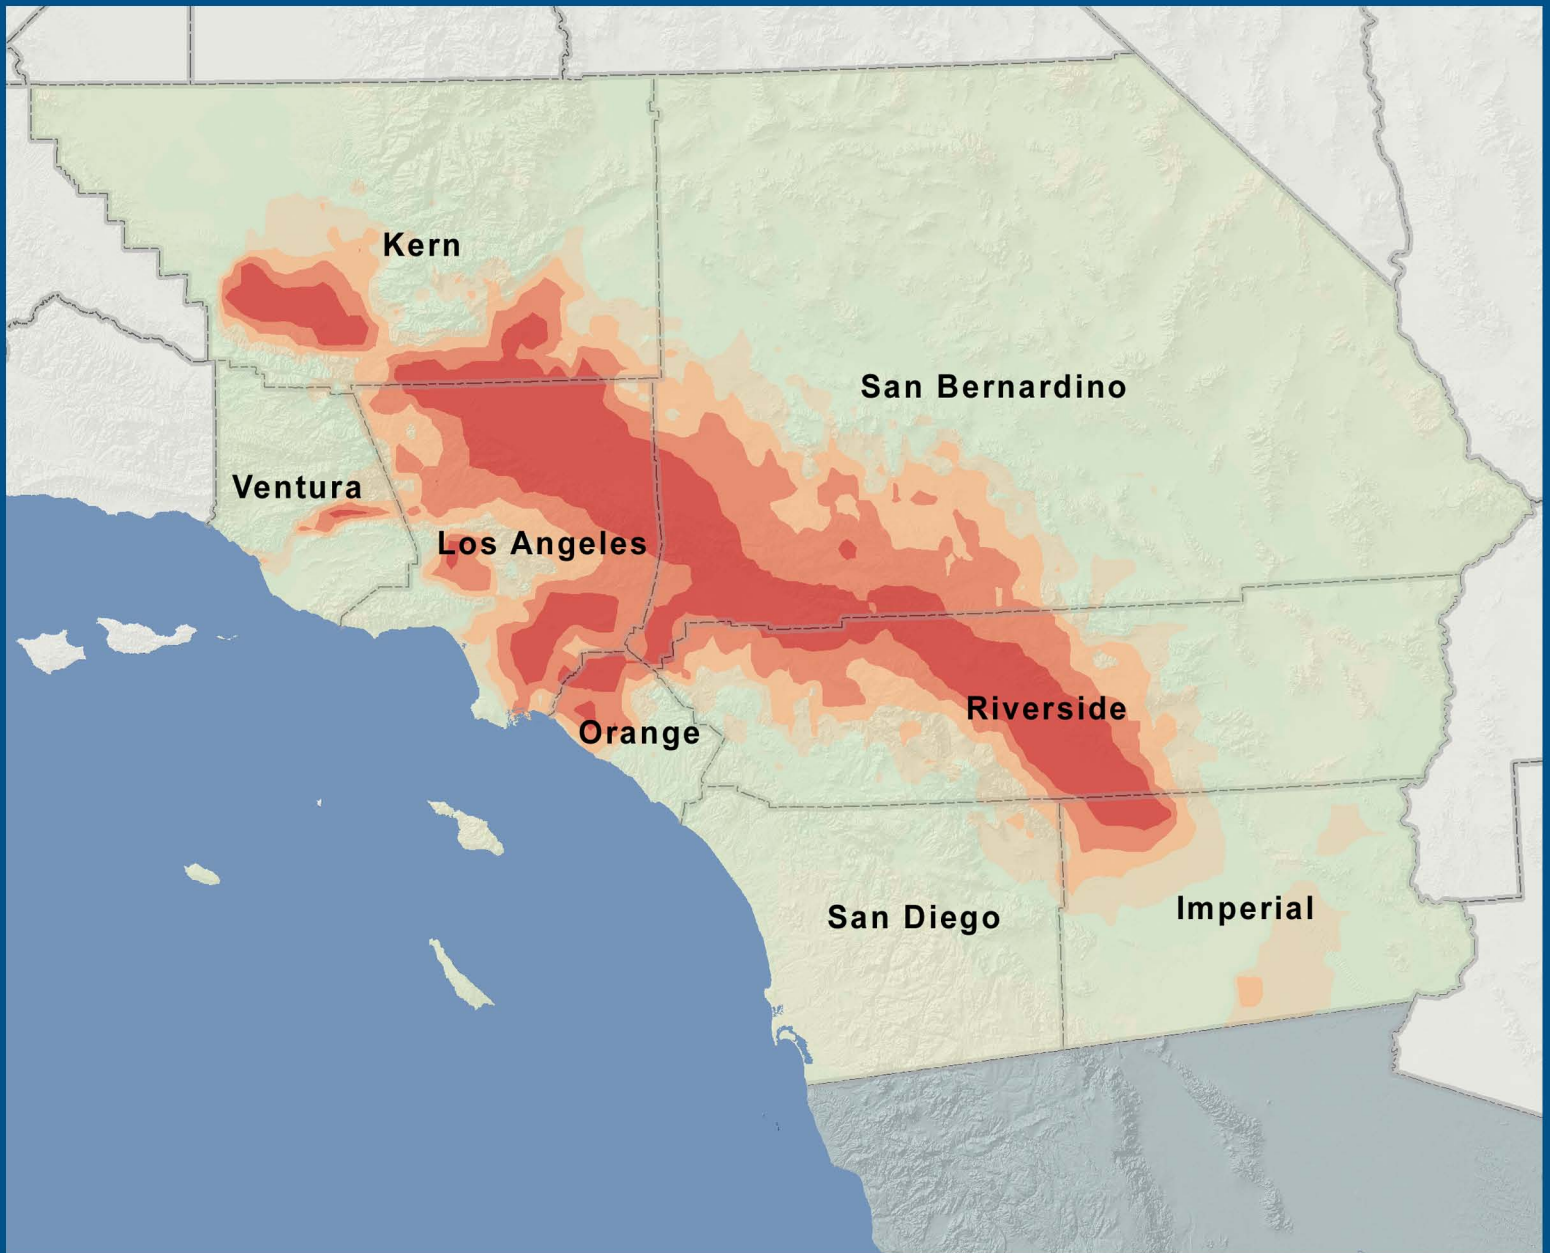 Kern
San Bernardino
Ventura
Los Angeles
Riverside
Orange
Imperial
San Diego